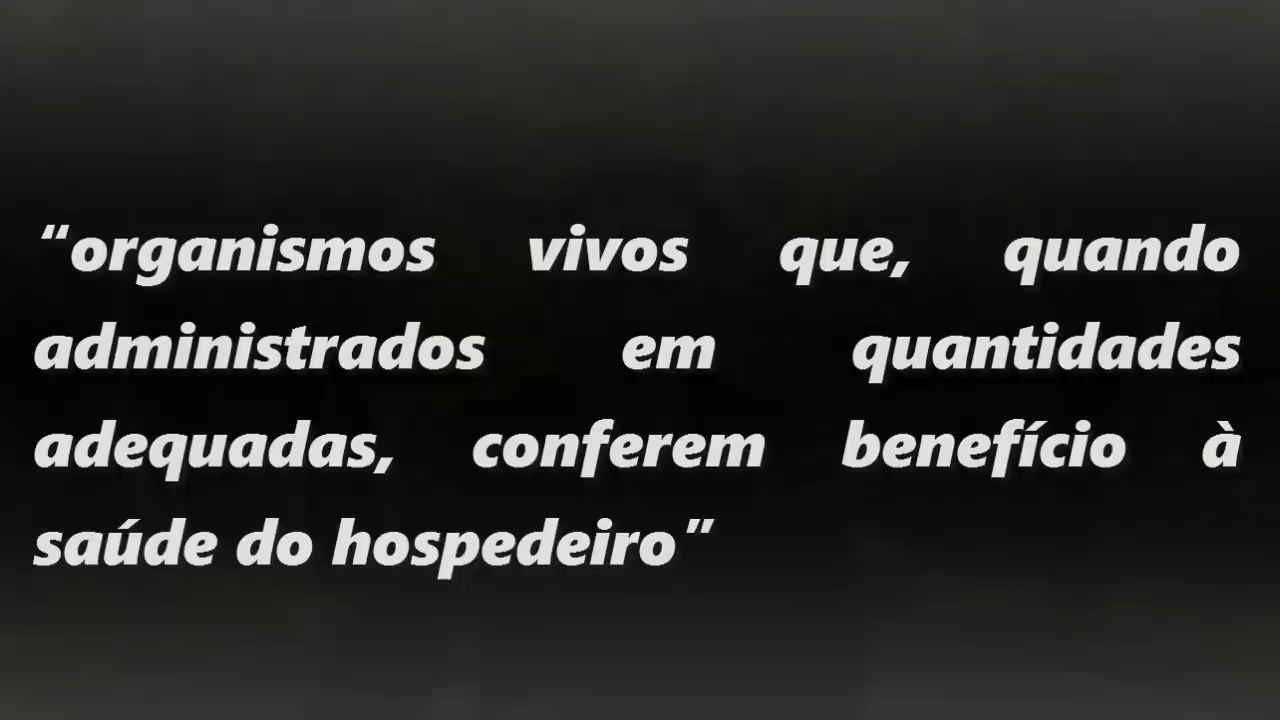 “organismos vivos que, quando
administrados em quantidades
adequadas, conferem benefício à
saúde do hospedeiro”